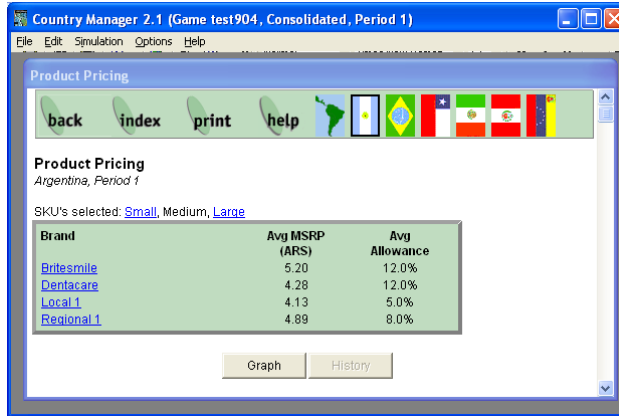 Country Manager 2.1 (Game test904, Consolidated, Period 1)
File Edit Simulation Options Help
Product Pricing
back index print help
Product Pricing
Argentina, Period 1
SKU's selected: Small, Medium, Large
Brand Avg MSRP Avg
(ARS) Allowance
Britesmile 5.20 12.0%
Dentacare 4.28 12.0%
Local 1 4.13 5.0%
Regional 1 4.89 8.0%
Graph History